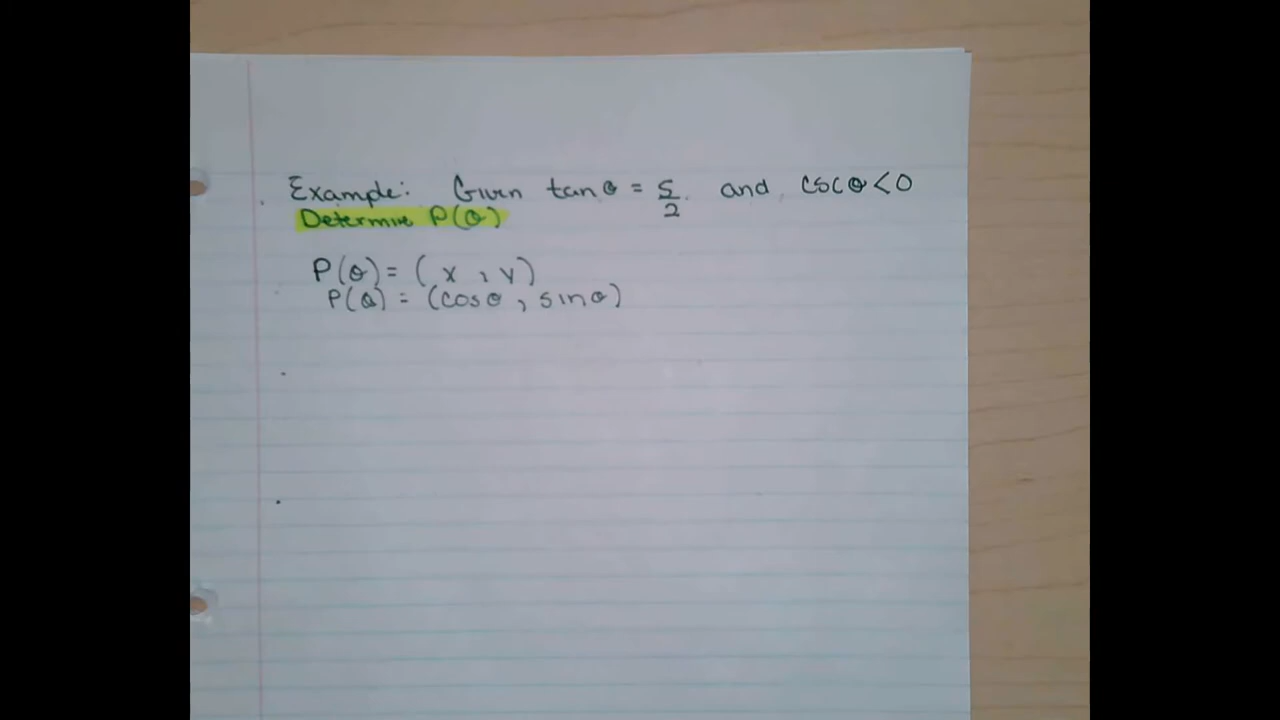 Example: Given tan θ = 5/2 and csc θ < 0
Determine P(θ)
P(θ) = ( x , y )
P(θ) = (cos θ , sin θ)